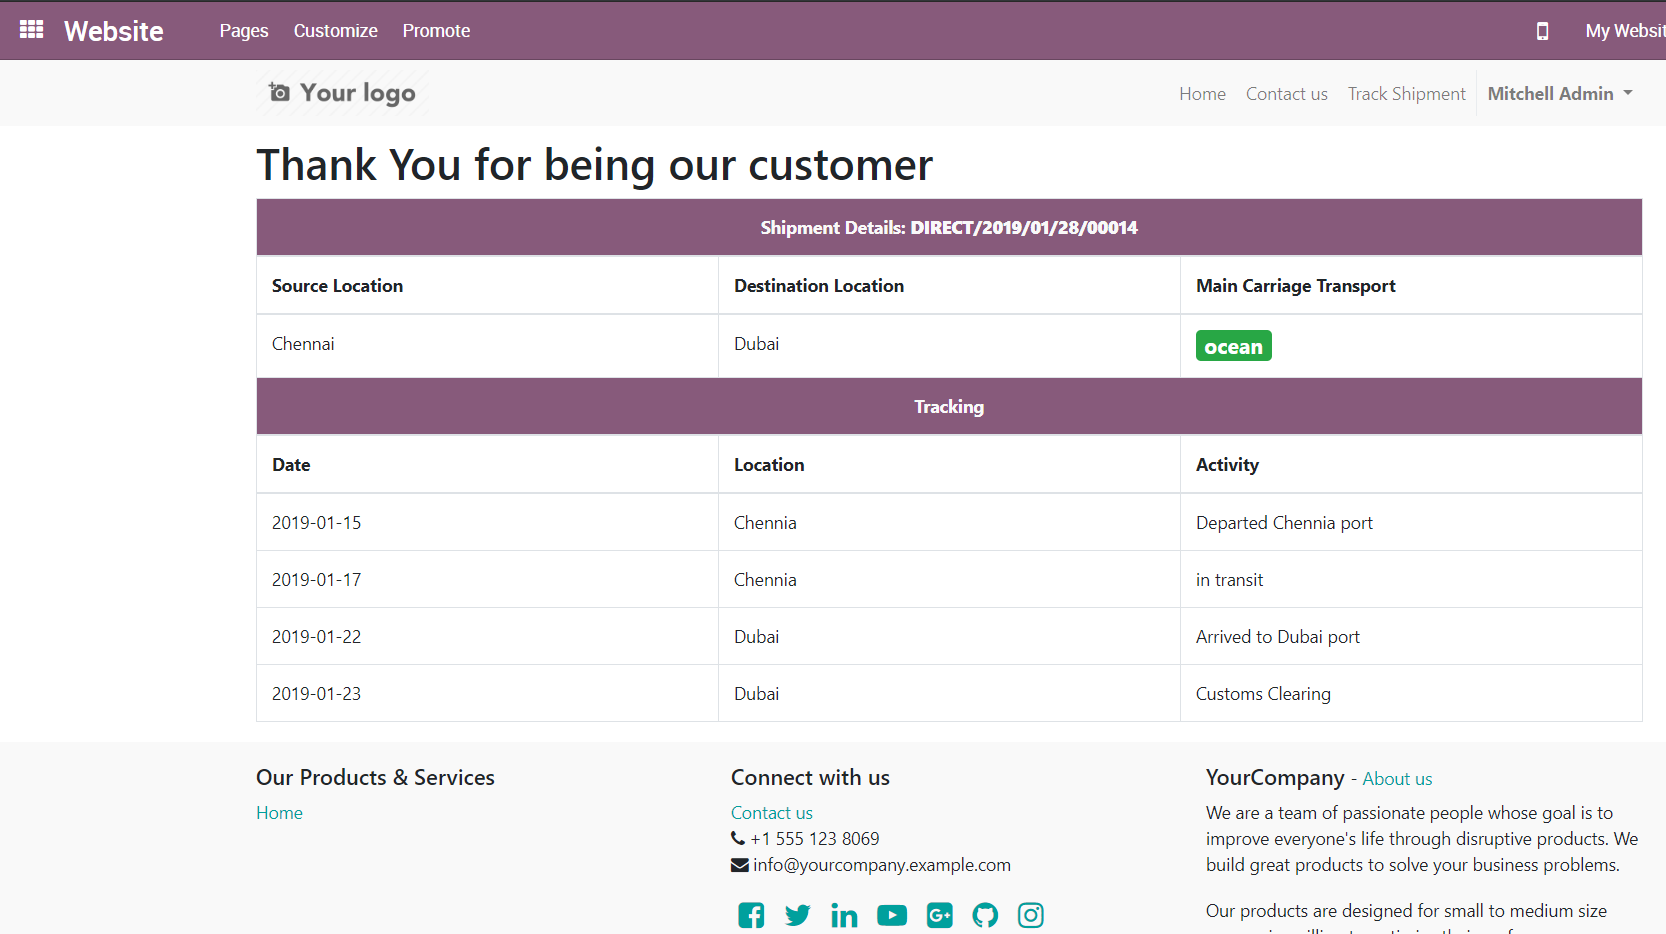 Website Pages Customize Promote My Websit
Your logo Home Contact us Track Shipment Mitchell Admin
Thank You for being our customer
Shipment Details: DIRECT/2019/01/28/00014
Source Location Destination Location Main Carriage Transport
Chennai Dubai ocean
Tracking
Date Location Activity
2019-01-15 Chennia Departed Chennia port
2019-01-17 Chennia in transit
2019-01-22 Dubai Arrived to Dubai port
2019-01-23 Dubai Customs Clearing
Our Products & Services
Home
Connect with us
Contact us
+1 555 123 8069
info@yourcompany.example.com
YourCompany - About us
We are a team of passionate people whose goal is to
improve everyone's life through disruptive products. We
build great products to solve your business problems.
Our products are designed for small to medium size